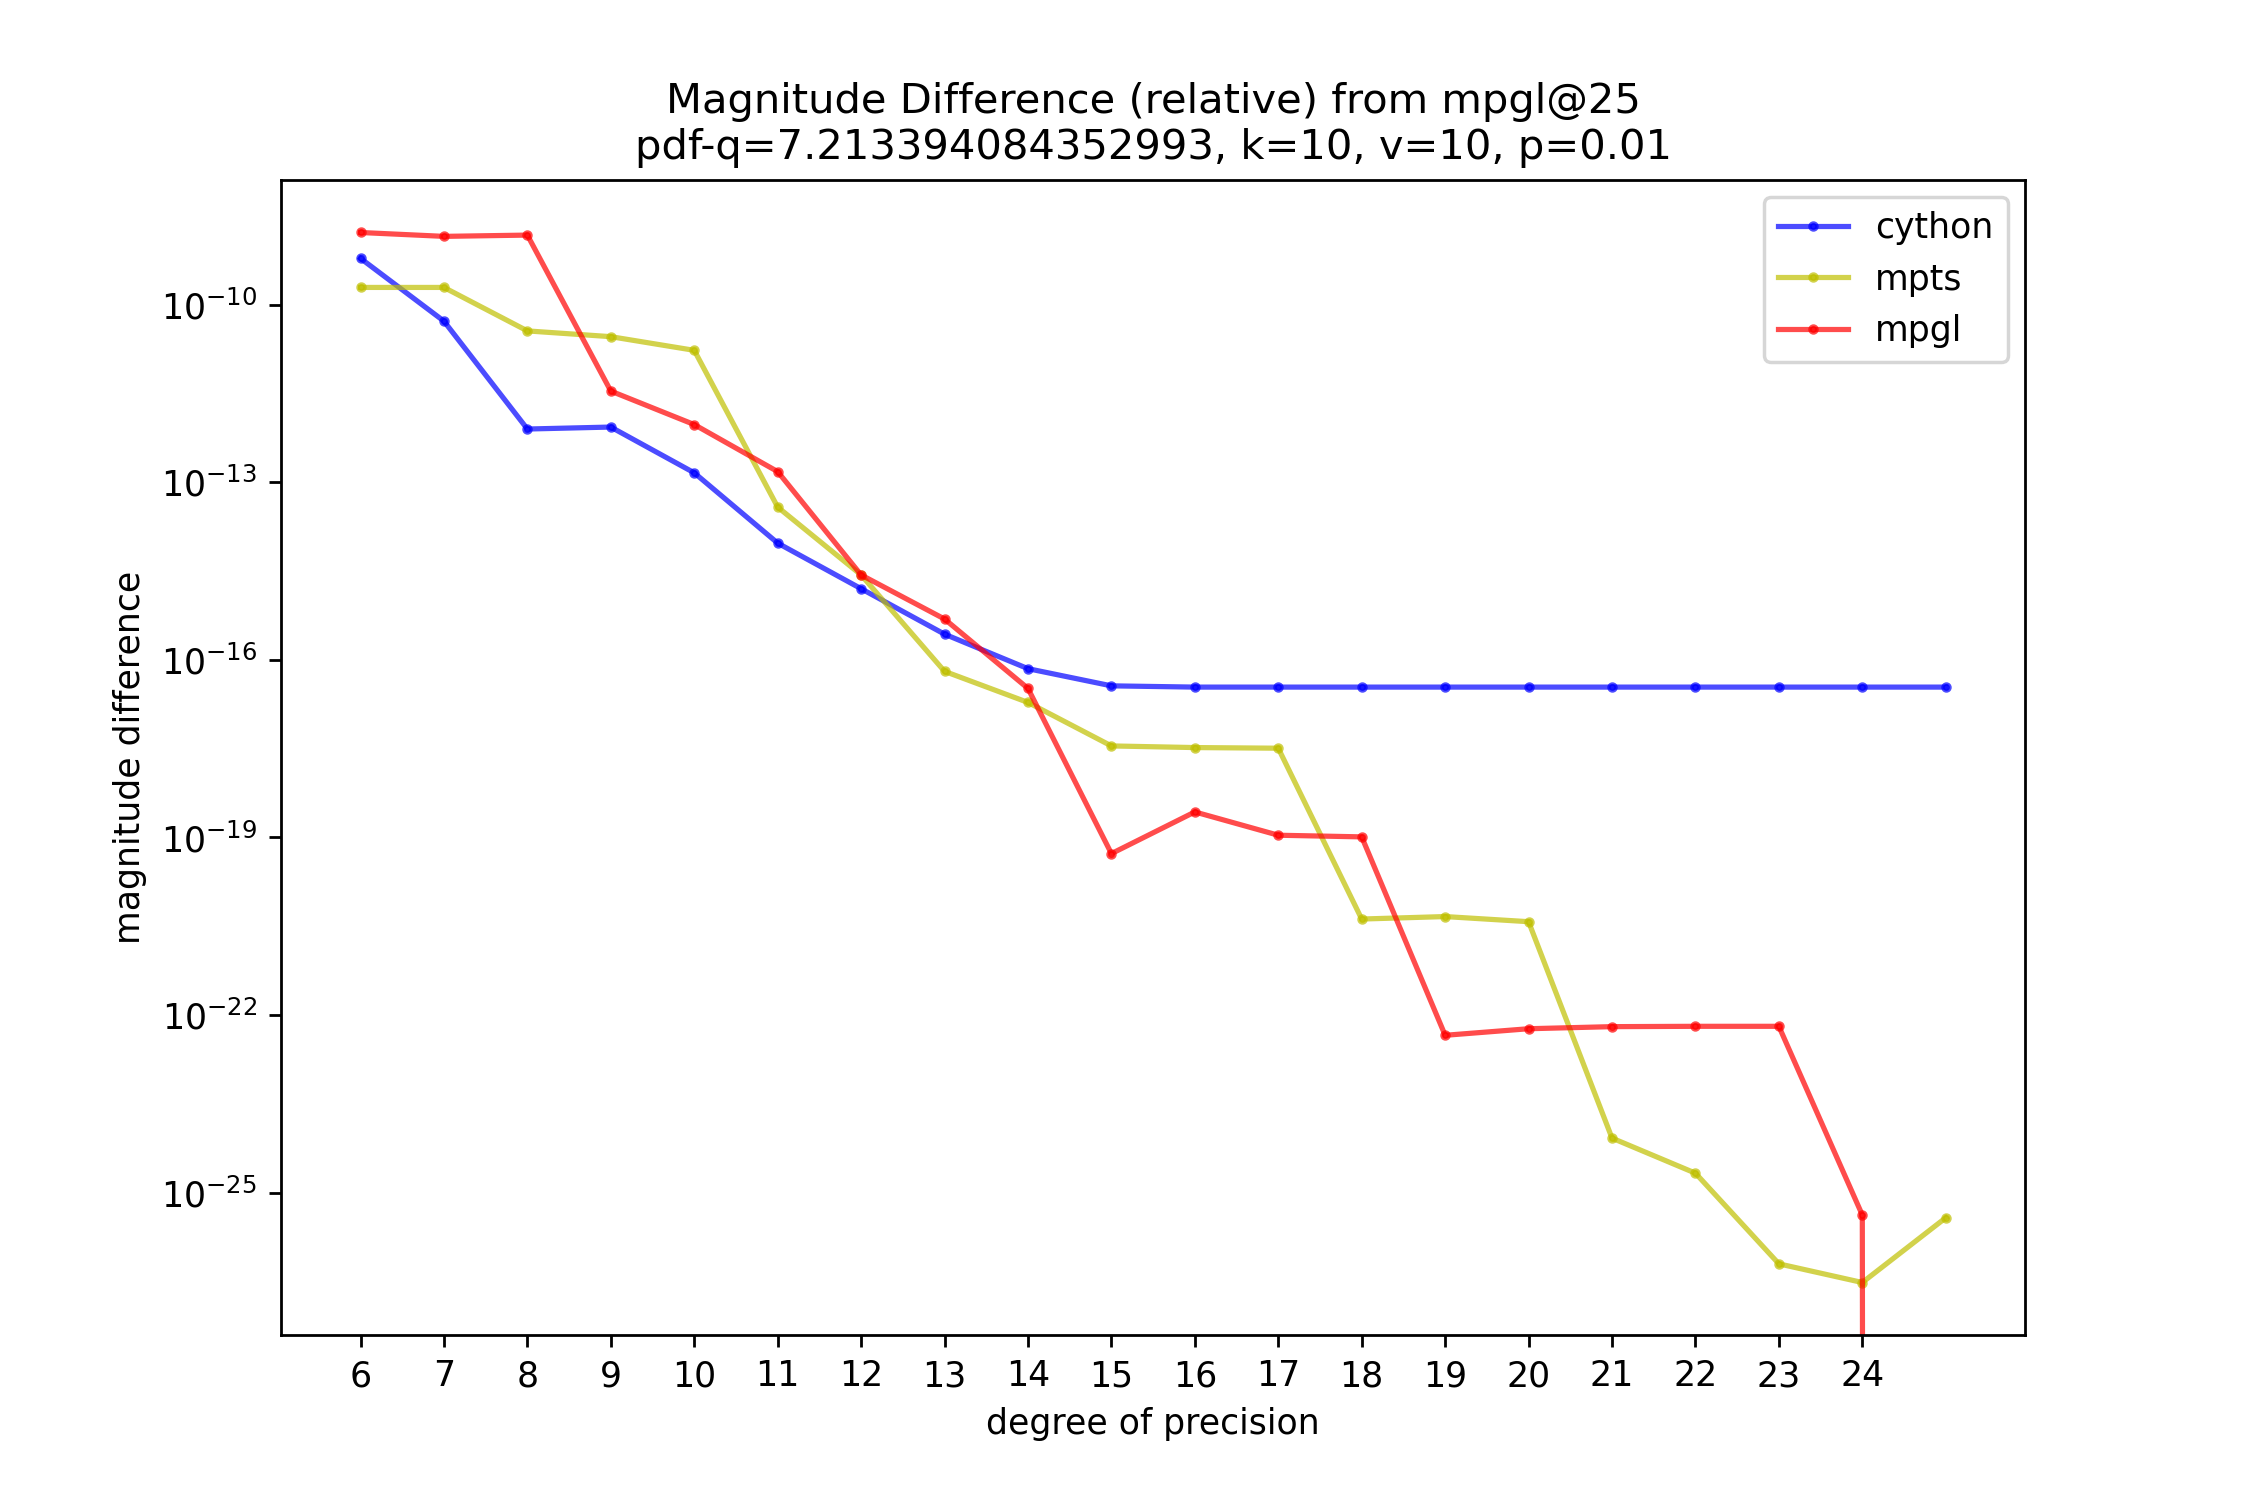 Magnitude Difference (relative) from mpgl@25
pdf-q=7.213394084352993, k=10, v=10, p=0.01
cython
mpts
mpgl
magnitude difference
10⁻¹⁰
10⁻¹³
10⁻¹⁶
10⁻¹⁹
10⁻²²
10⁻²⁵
6 7 8 9 10 11 12 13 14 15 16 17 18 19 20 21 22 23 24
degree of precision